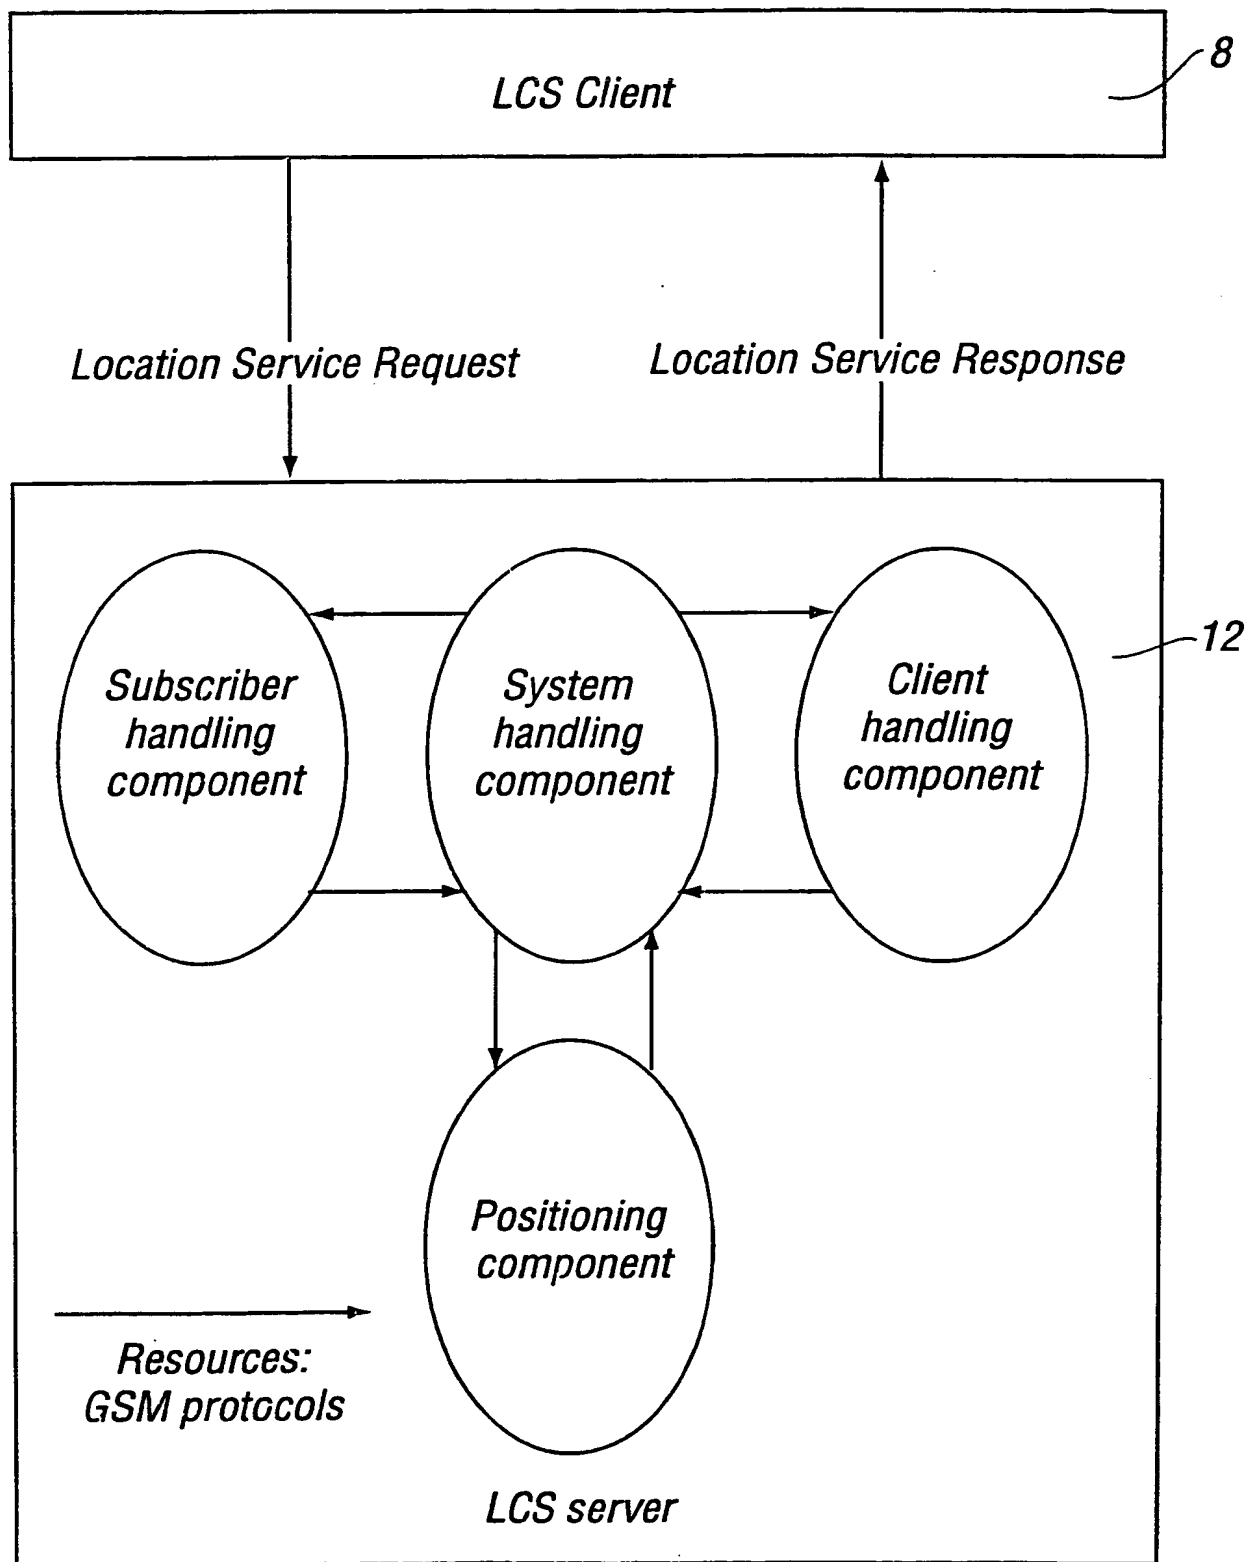 8
LCS Client
Location Service Request
Location Service Response
12
Subscriber
handling
component
System
handling
component
Client
handling
component
Positioning
component
Resources:
GSM protocols
LCS server